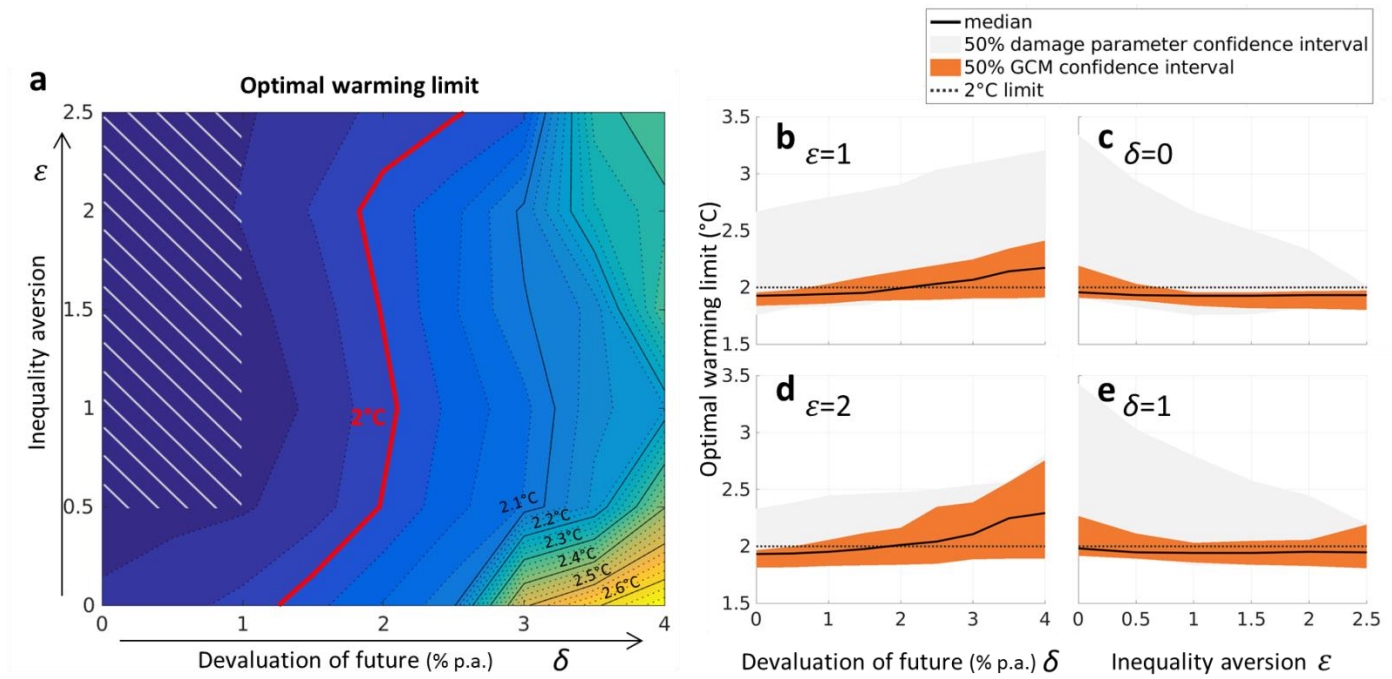 median
50% damage parameter confidence interval
50% GCM confidence interval
2°C limit
a
Optimal warming limit
2.5
2
1.5
1
0.5
0
ε
Inequality aversion
2°C
2.1°C
2.2°C
2.3°C
2.4°C
2.5°C
2.6°C
0
1
2
3
4
Devaluation of future (% p.a.)
δ
Optimal warming limit (°C)
3.5
3
2.5
2
1.5
b
ε=1
c
δ=0
3.5
3
2.5
2
1.5
d
ε=2
e
δ=1
0
1
2
3
4
0
0.5
1
1.5
2
2.5
Devaluation of future (% p.a.) δ
Inequality aversion ε